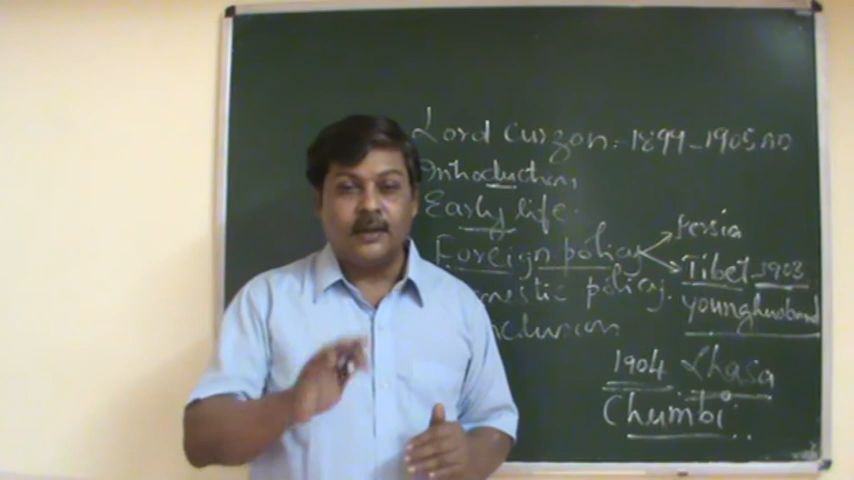 Lord Curzon:- 1899-1905 AD
Introduction,
Early life.
Foreign policy
Persia
Tibet-1903
mestic policy.
younghusband
nclusion
1904 Lhasa
Chumbi..